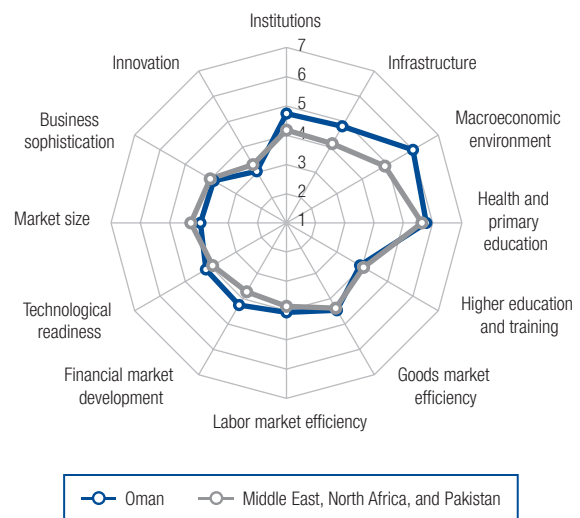 Institutions
Innovation
Infrastructure
Business
sophistication
Macroeconomic
environment
Market size
Health and
primary
education
Technological
readiness
Higher education
and training
Financial market
development
Goods market
efficiency
Labor market efficiency
7
6
5
4
3
2
1
Oman
Middle East, North Africa, and Pakistan